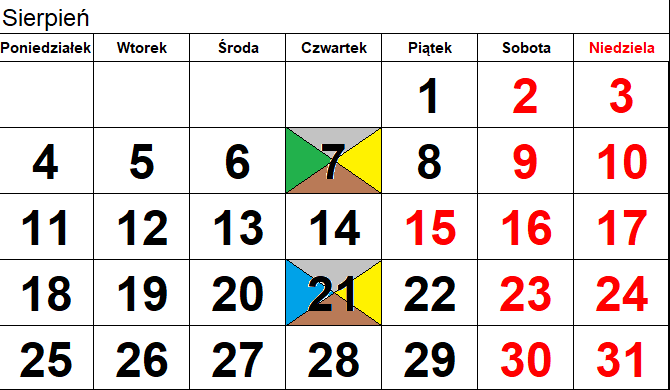 Sierpień
Poniedziałek Wtorek Środa Czwartek Piątek Sobota Niedziela
1 2 3
4 5 6 7 8 9 10
11 12 13 14 15 16 17
18 19 20 21 22 23 24
25 26 27 28 29 30 31